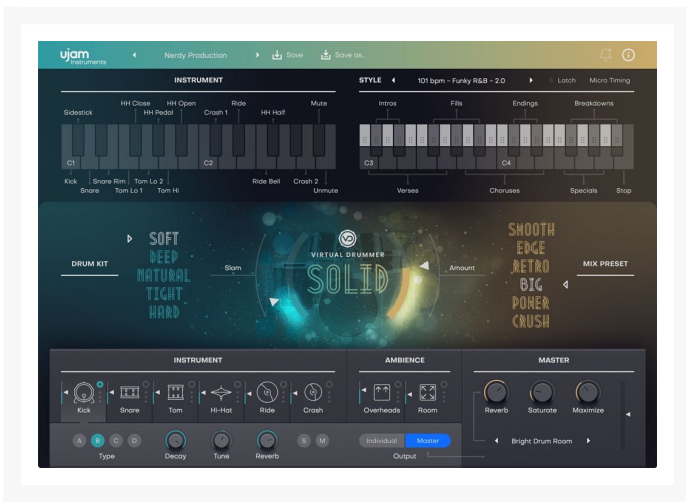 ujam
instruments
Nerdy Production
Save
Save as..
INSTRUMENT
STYLE
101 bpm - Funky R&B - 2.0
Latch
Micro Timing
HH Close HH Open Ride Mute
Sidestick HH Pedal Crash 1 HH Half
Intros Fills Endings Breakdowns
C1 C2
C3 C4
Kick Snare Rim Tom Lo 2 Ride Bell Crash 2
Snare Tom Lo 1 Tom Hi Unmute
Verses Choruses Specials Stop
DRUM KIT
SOFT
DEEP
NATURAL
TIGHT
HARD
Slam
VD
VIRTUAL DRUMMER
SOLID
Amount
SMOOTH
EDGE
RETRO
BIG
POWER
CRUSH
MIX PRESET
INSTRUMENT
AMBIENCE
MASTER
Kick Snare Tom Hi-Hat Ride Crash
Overheads Room
Reverb Saturate Maximize
A B C D
Type
Decay Tune Reverb
S M
Individual Master
Output
Bright Drum Room